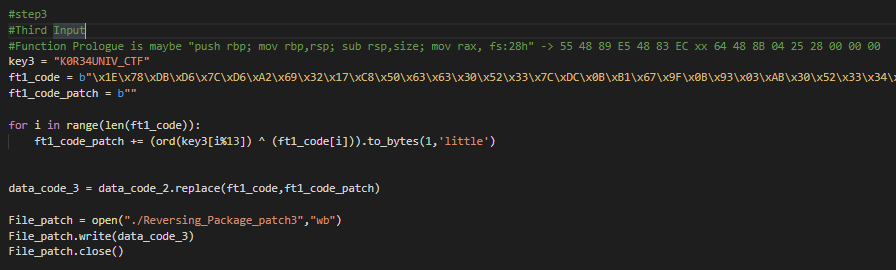 #step3
#Third Input
#Function Prologue is maybe "push rbp; mov rbp,rsp; sub rsp,size; mov rax, fs:28h" -> 55 48 89 E5 48 83 EC xx 64 48 8B 04 25 28 00 00 00
key3 = "K0R34UNIV_CTF"
ft1_code = b"\x1E\x78\xDB\xD6\x7C\xD6\xA2\x69\x32\x17\xC8\x50\x63\x63\x30\x52\x33\x7C\xDC\x0B\xB1\x67\x9F\x0B\x93\x03\xAB\x30\x52\x33\x34\x
ft1_code_patch = b""
for i in range(len(ft1_code)):
    ft1_code_patch += (ord(key3[i%13]) ^ (ft1_code[i])).to_bytes(1,'little')
data_code_3 = data_code_2.replace(ft1_code,ft1_code_patch)
File_patch = open("./Reversing_Package_patch3","wb")
File_patch.write(data_code_3)
File_patch.close()